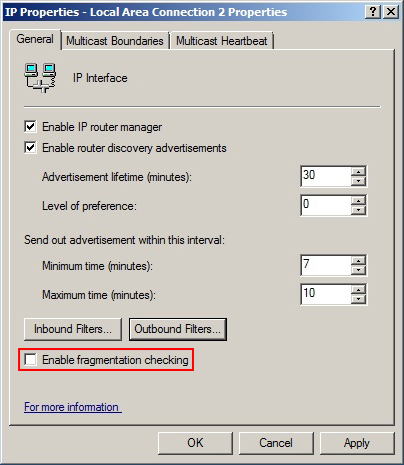 IP Properties - Local Area Connection 2 Properties
General Multicast Boundaries Multicast Heartbeat
IP Interface
Enable IP router manager
Enable router discovery advertisements
Advertisement lifetime (minutes): 30
Level of preference: 0
Send out advertisement within this interval:
Minimum time (minutes): 7
Maximum time (minutes): 10
Inbound Filters... Outbound Filters...
Enable fragmentation checking
For more information
OK Cancel Apply